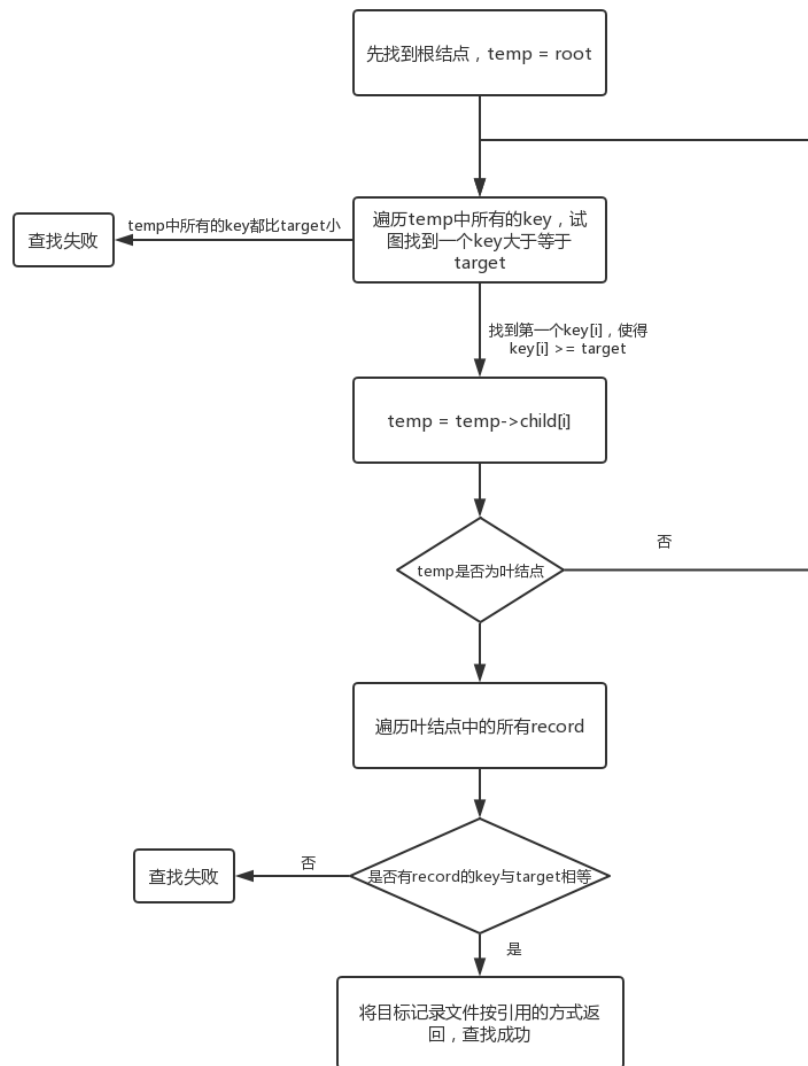 先找到根结点，temp = root
temp中所有的key都比target小
查找失败
遍历temp中所有的key，试
图找到一个key大于等于
target
找到第一个key[i]，使得
key[i] >= target
temp = temp->child[i]
temp是否为叶结点
否
遍历叶结点中的所有record
是否有record的key与target相等
否
查找失败
是
将目标记录文件按引用的方式返
回，查找成功